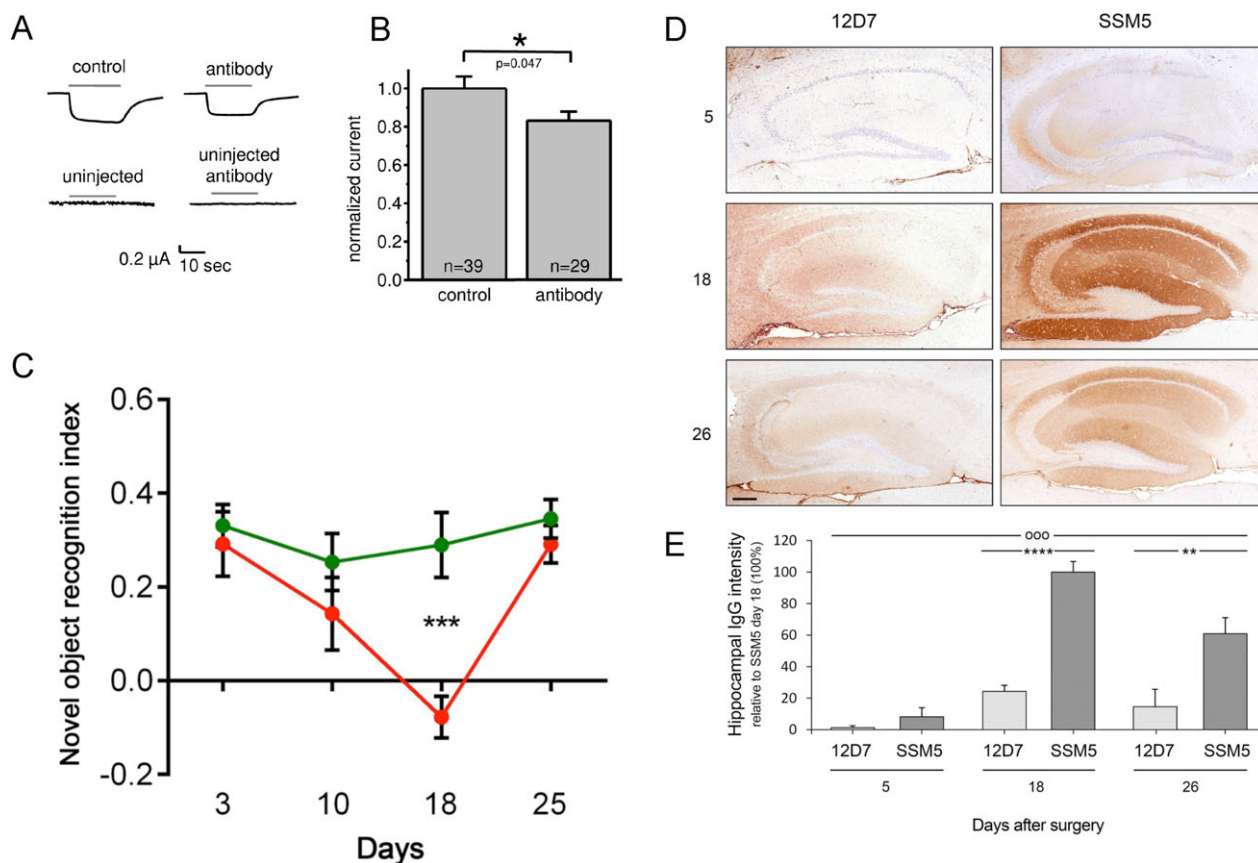 A
control
antibody
uninjected
uninjected
antibody
0.2 µA
10 sec
B
*
p=0.047
normalized current
1.0
0.8
0.6
0.4
0.2
0.0
n=39
n=29
control
antibody
C
Novel object recognition index
0.6
0.4
0.2
0.0
-0.2
***
3
10
18
25
Days
D
12D7
SSM5
5
18
26
E
Hippocampal IgG intensity
relative to SSM5 day 18 (100%)
120
100
80
60
40
20
0
ooo
****
**
12D7
SSM5
12D7
SSM5
12D7
SSM5
5
18
26
Days after surgery